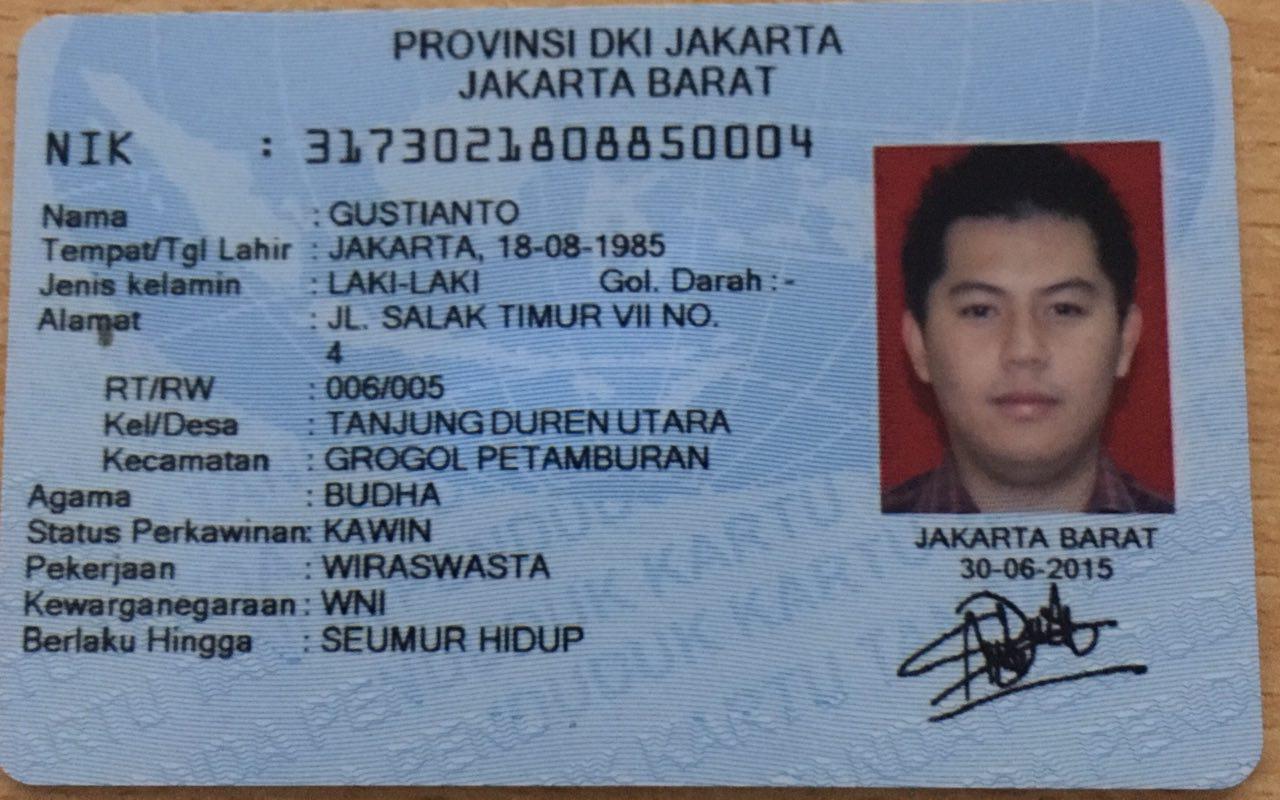 PROVINSI DKI JAKARTA
JAKARTA BARAT
NIK : 3173021808850004
Nama : GUSTIANTO
Tempat/Tgl Lahir : JAKARTA, 18-08-1985
Jenis kelamin : LAKI-LAKI Gol. Darah : -
Alamat : JL. SALAK TIMUR VII NO.
4
RT/RW : 006/005
Kel/Desa : TANJUNG DUREN UTARA
Kecamatan : GROGOL PETAMBURAN
Agama : BUDHA
Status Perkawinan: KAWIN
Pekerjaan : WIRASWASTA
Kewarganegaraan : WNI
Berlaku Hingga : SEUMUR HIDUP
JAKARTA BARAT
30-06-2015